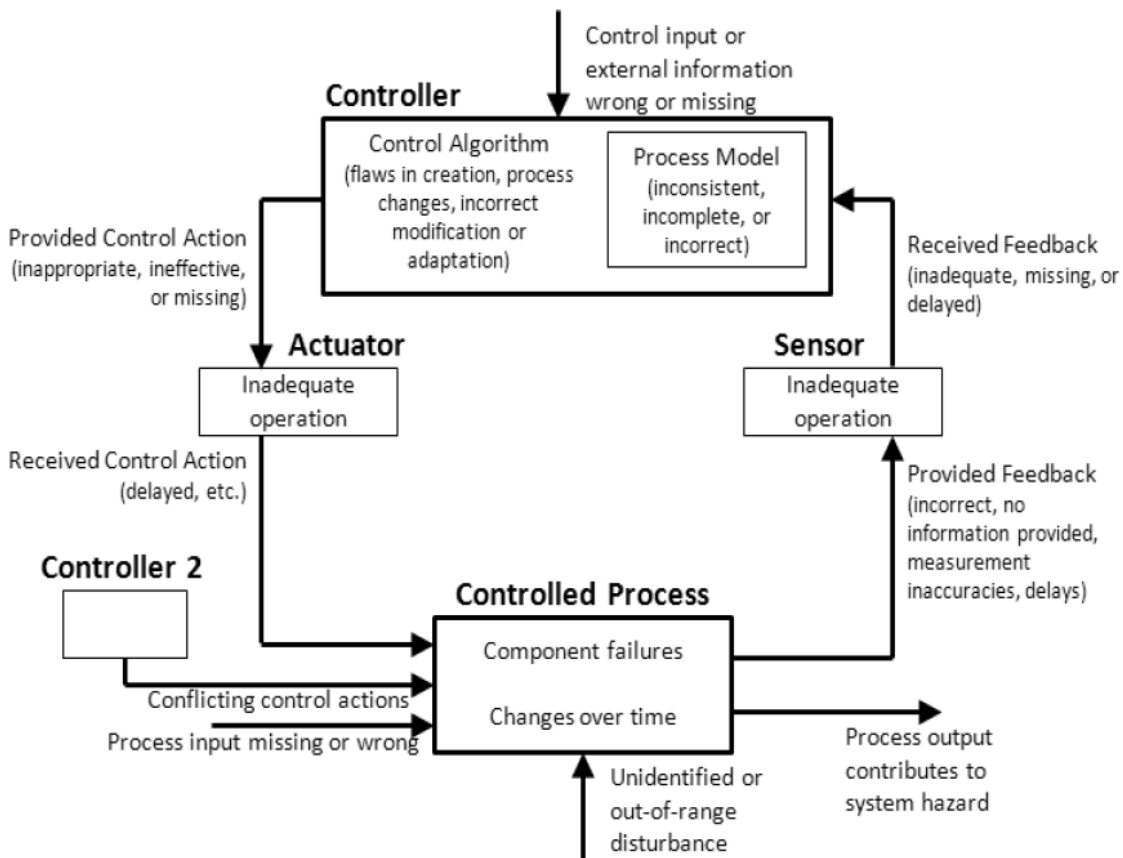 Control input or
external information
wrong or missing
Controller
Control Algorithm
(flaws in creation, process
changes, incorrect
modification or
adaptation)
Process Model
(inconsistent,
incomplete, or
incorrect)
Provided Control Action
(inappropriate, ineffective,
or missing)
Received Feedback
(inadequate, missing, or
delayed)
Actuator
Inadequate
operation
Sensor
Inadequate
operation
Received Control Action
(delayed, etc.)
Provided Feedback
(incorrect, no
information provided,
measurement
inaccuracies, delays)
Controller 2
Controlled Process
Component failures
Changes over time
Conflicting control actions
Process input missing or wrong
Process output
contributes to
system hazard
Unidentified or
out-of-range
disturbance